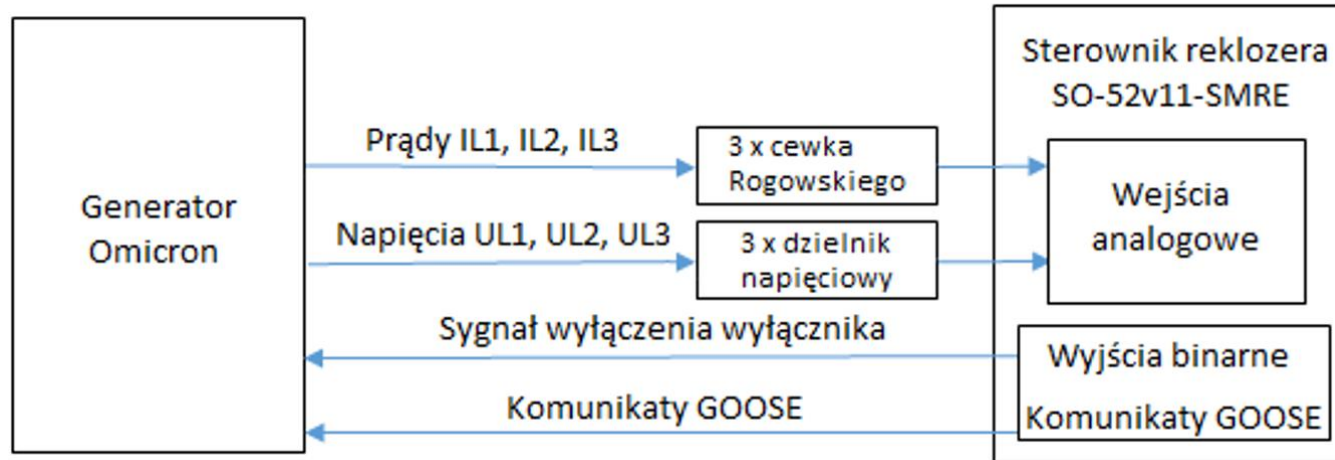 Generator
Omicron
Prądy IL1, IL2, IL3
Napięcia UL1, UL2, UL3
Sygnał wyłączenia wyłącznika
Komunikaty GOOSE
3 x cewka
Rogowskiego
3 x dzielnik
napięciowy
Sterownik reklozera
SO-52v11-SMRE
Wejścia
analogowe
Wyjścia binarne
Komunikaty GOOSE